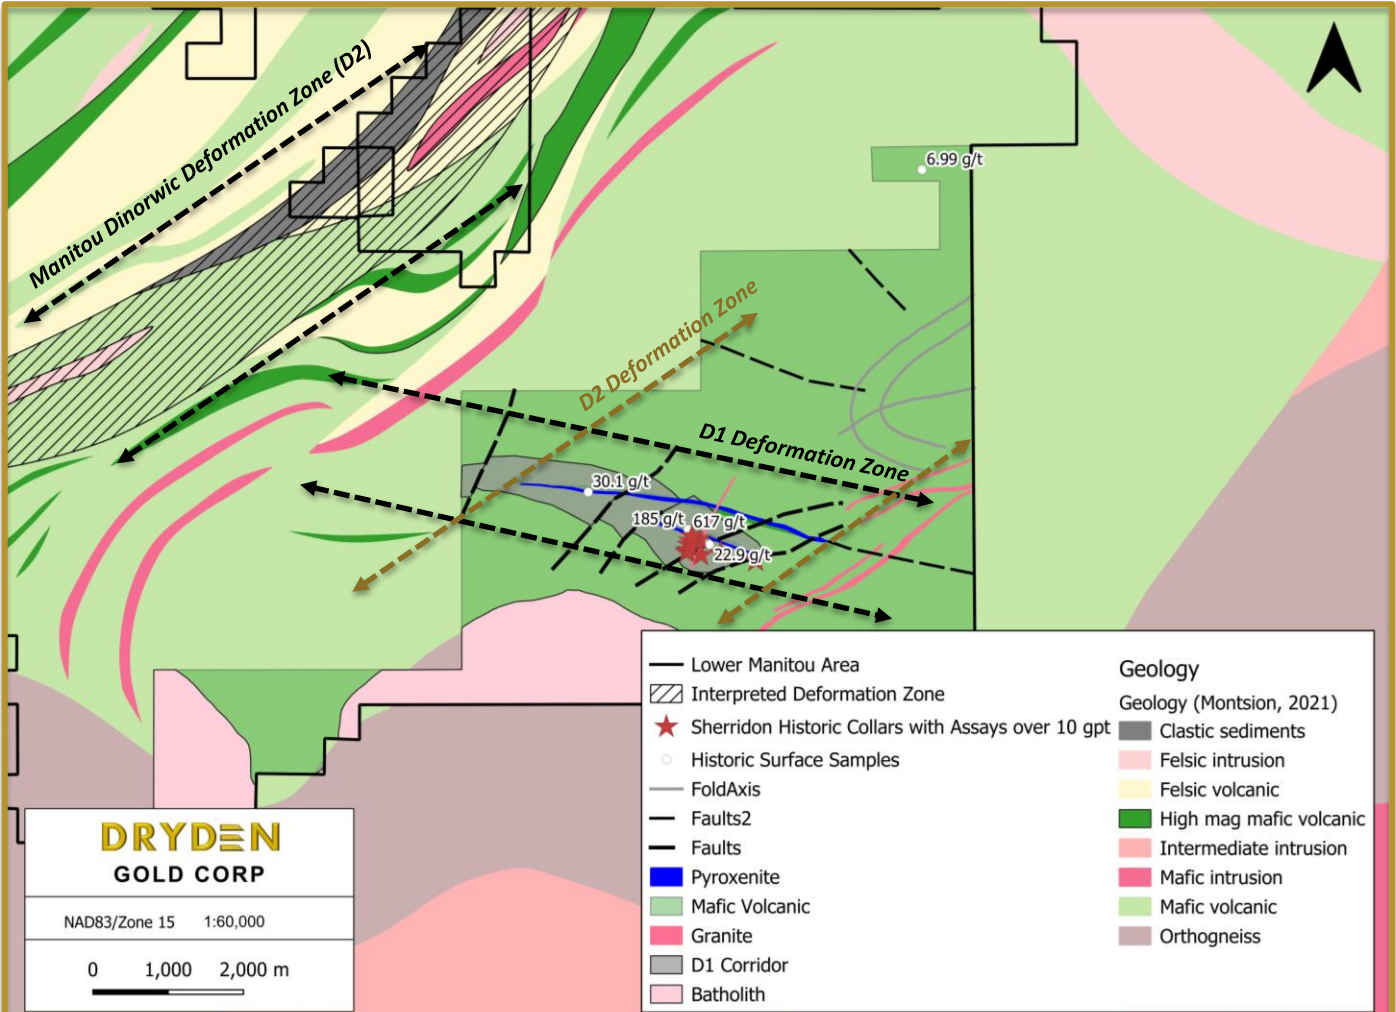 Manitou Dinorwic Deformation Zone (D2)
6.99 g/t
D2 Deformation Zone
D1 Deformation Zone
30.1 g/t
185 g/t
617 g/t
22.9 g/t
Lower Manitou Area
Interpreted Deformation Zone
Sherridon Historic Collars with Assays over 10 gpt
Historic Surface Samples
FoldAxis
Faults2
Faults
Pyroxenite
Mafic Volcanic
Granite
D1 Corridor
Batholith
Geology
Geology (Montsion, 2021)
Clastic sediments
Felsic intrusion
Felsic volcanic
High mag mafic volcanic
Intermediate intrusion
Mafic intrusion
Mafic volcanic
Orthogneiss
DRYDEN
GOLD CORP
NAD83/Zone 15 1:60,000
0 1,000 2,000 m